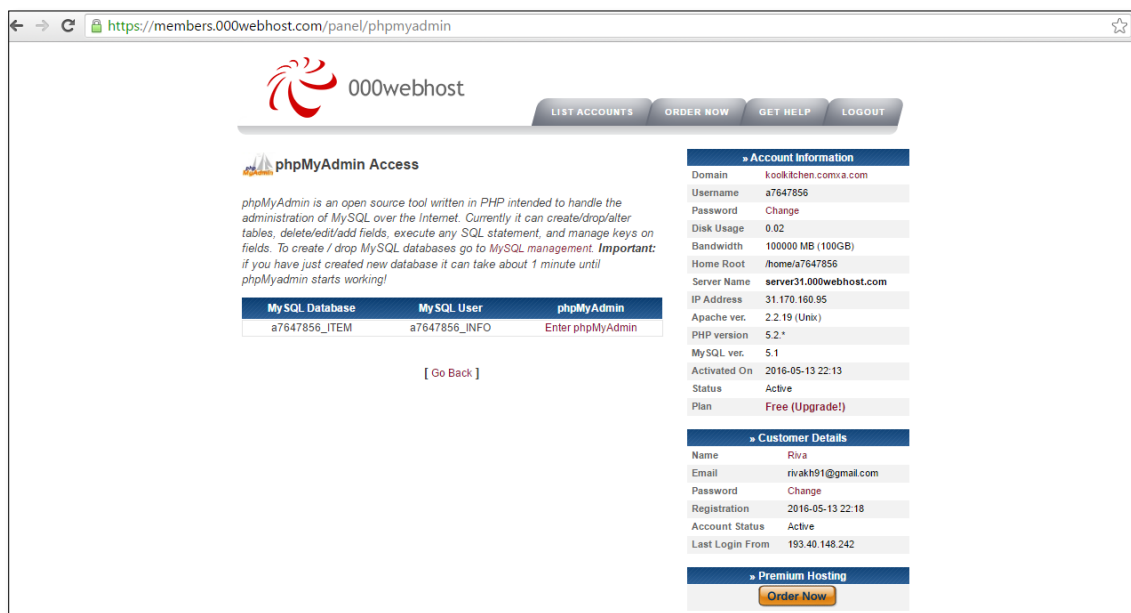 https://members.000webhost.com/panel/phpmyadmin
000webhost
LIST ACCOUNTS ORDER NOW GET HELP LOGOUT
php MyAdmin phpMyAdmin Access
phpMyAdmin is an open source tool written in PHP intended to handle the
administration of MySQL over the Internet. Currently it can create/drop/alter
tables, delete/edit/add fields, execute any SQL statement, and manage keys on
fields. To create / drop MySQL databases go to MySQL management. Important:
if you have just created new database it can take about 1 minute until
phpMyadmin starts working!
MySQL Database MySQL User phpMyAdmin
a7647856_ITEM a7647856_INFO Enter phpMyAdmin
[ Go Back ]
» Account Information
Domain koolkitchen.comxa.com
Username a7647856
Password Change
Disk Usage 0.02
Bandwidth 100000 MB (100GB)
Home Root /home/a7647856
Server Name server31.000webhost.com
IP Address 31.170.160.95
Apache ver. 2.2.19 (Unix)
PHP version 5.2.*
MySQL ver. 5.1
Activated On 2016-05-13 22:13
Status Active
Plan Free (Upgrade!)
» Customer Details
Name Riva
Email rivakh91@gmail.com
Password Change
Registration 2016-05-13 22:18
Account Status Active
Last Login From 193.40.148.242
» Premium Hosting
Order Now